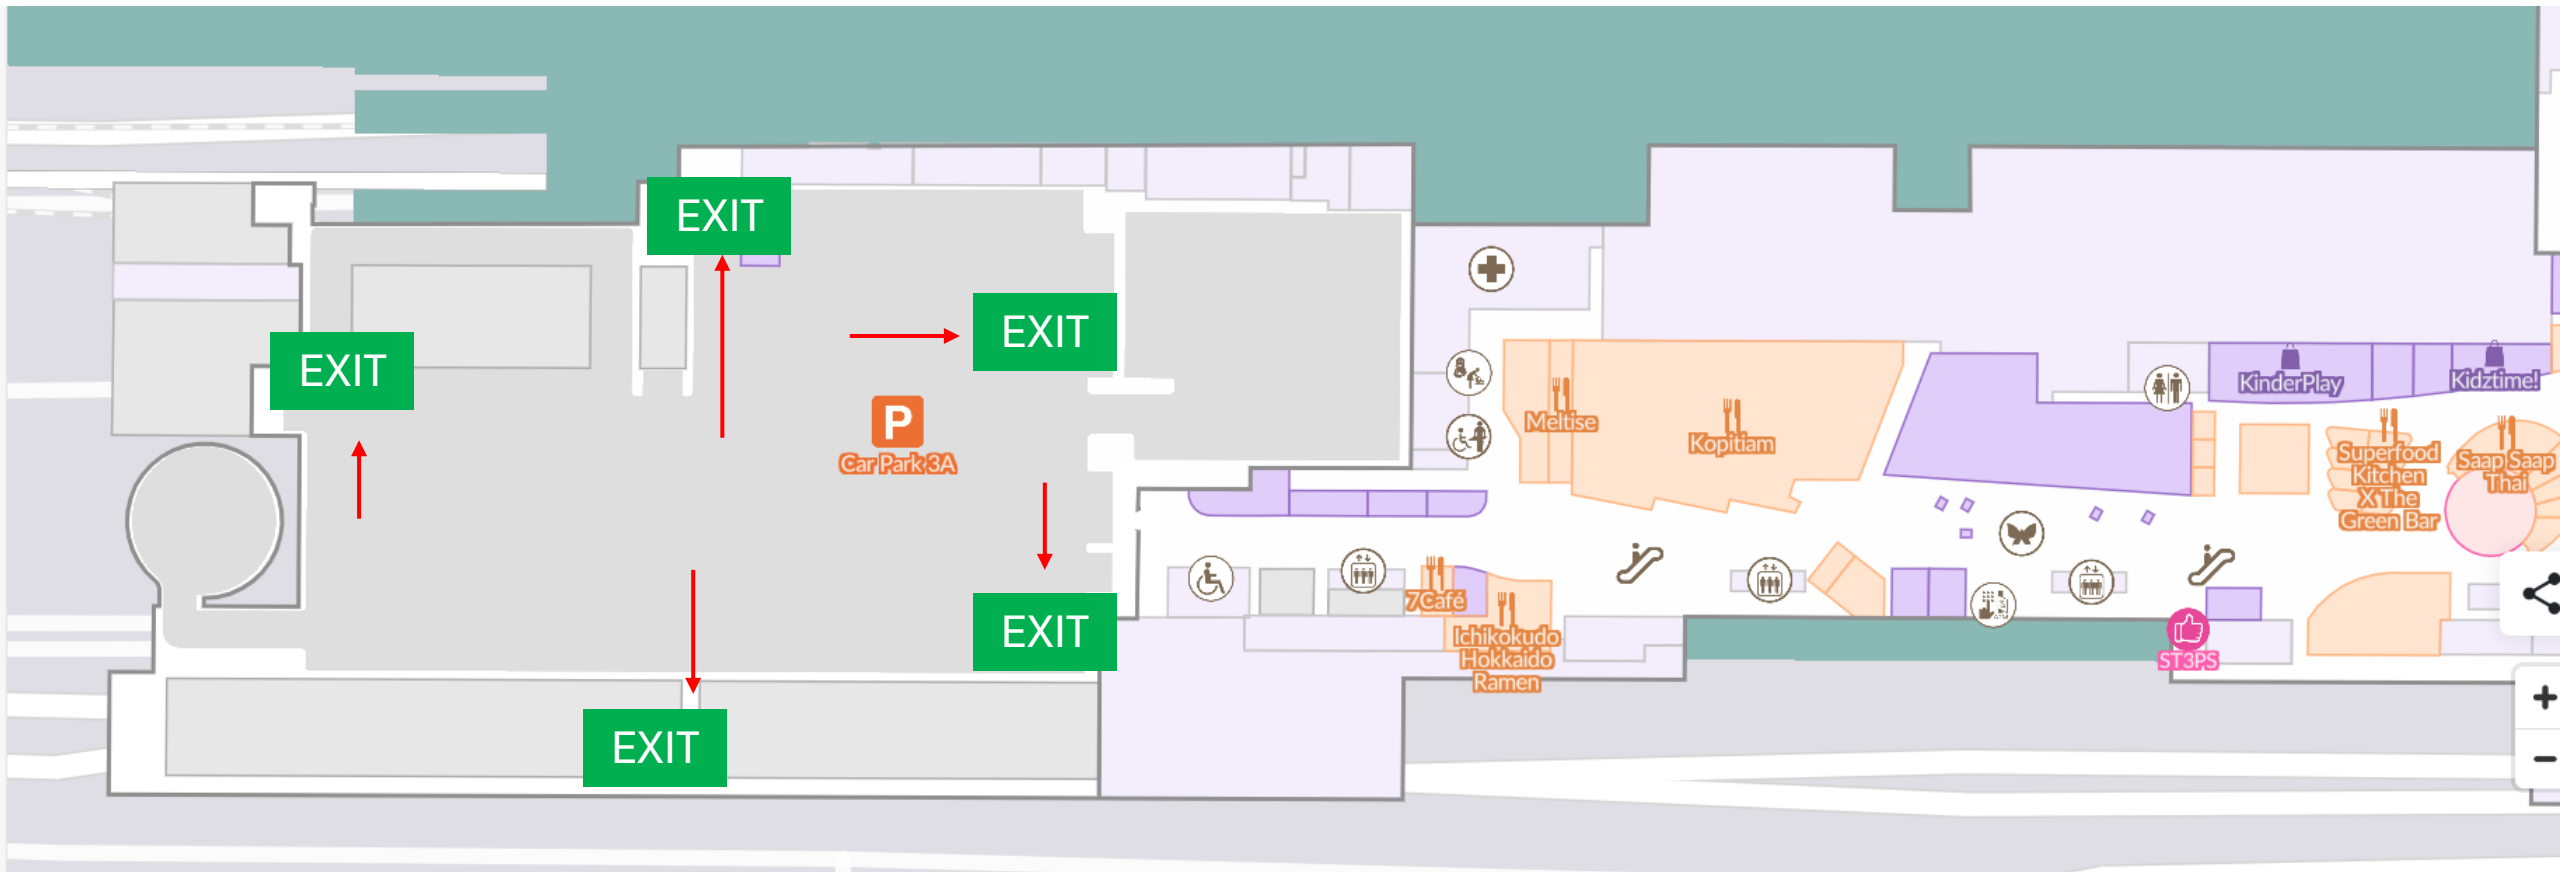 EXIT
EXIT
EXIT
P
Car Park 3A
EXIT
EXIT
Meltise
Kopitiam
7Café
Ichikokudo
Hokkaido
Ramen
KinderPlay
Kidztime!
Superfood
Kitchen
X The
Green Bar
Saap Saap
Thai
ST3PS
+
−